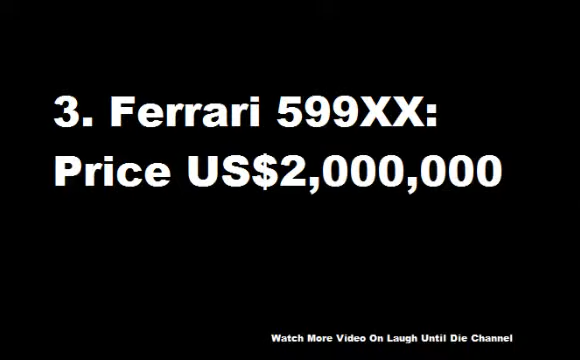 3. Ferrari 599XX:
Price US$2,000,000
Watch More Video On Laugh Until Die Channel